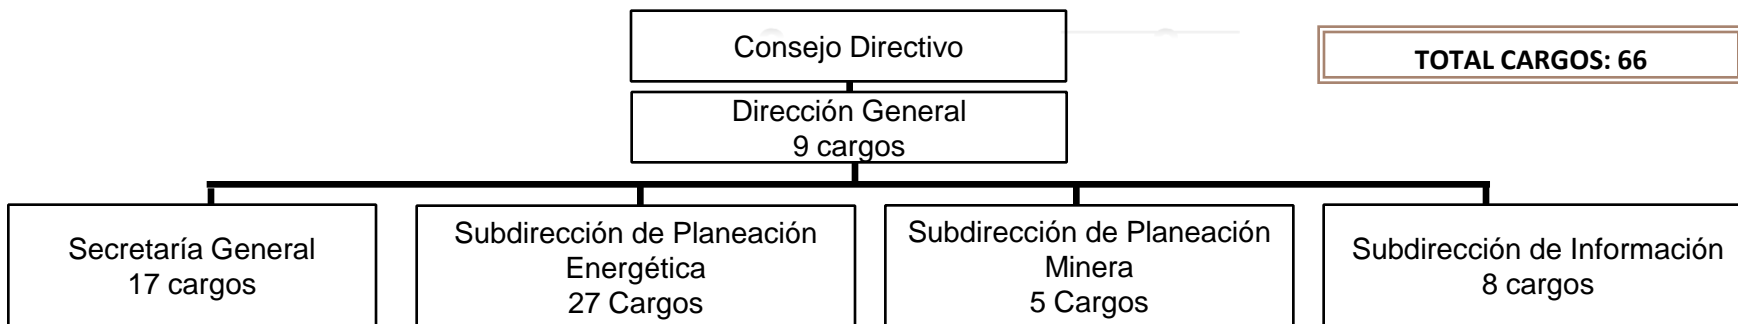 Consejo Directivo
TOTAL CARGOS: 66
Dirección General
9 cargos
Secretaría General
17 cargos
Subdirección de Planeación
Energética
27 Cargos
Subdirección de Planeación
Minera
5 Cargos
Subdirección de Información
8 cargos